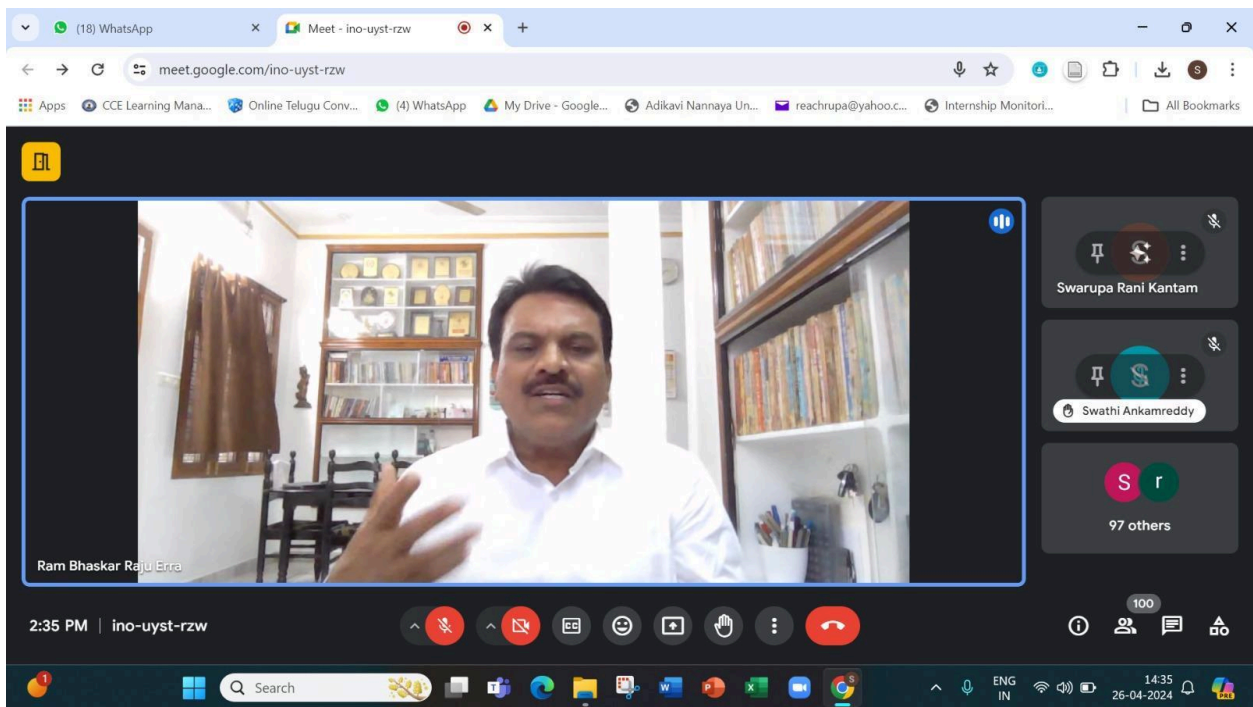 (18) WhatsApp
Meet - ino-uyst-rzw
meet.google.com/ino-uyst-rzw
S
Apps
CCE Learning Mana...
Online Telugu Conv...
(4) WhatsApp
My Drive - Google...
Adikavi Nannaya Un...
reachrupa@yahoo.c...
Internship Monitori...
All Bookmarks
Swarupa Rani Kantam
Swathi Ankamreddy
S r
97 others
Ram Bhaskar Raju Erra
2:35 PM | ino-uyst-rzw
CC
100
1
Search
ENG
IN
14:35
26-04-2024
PRE